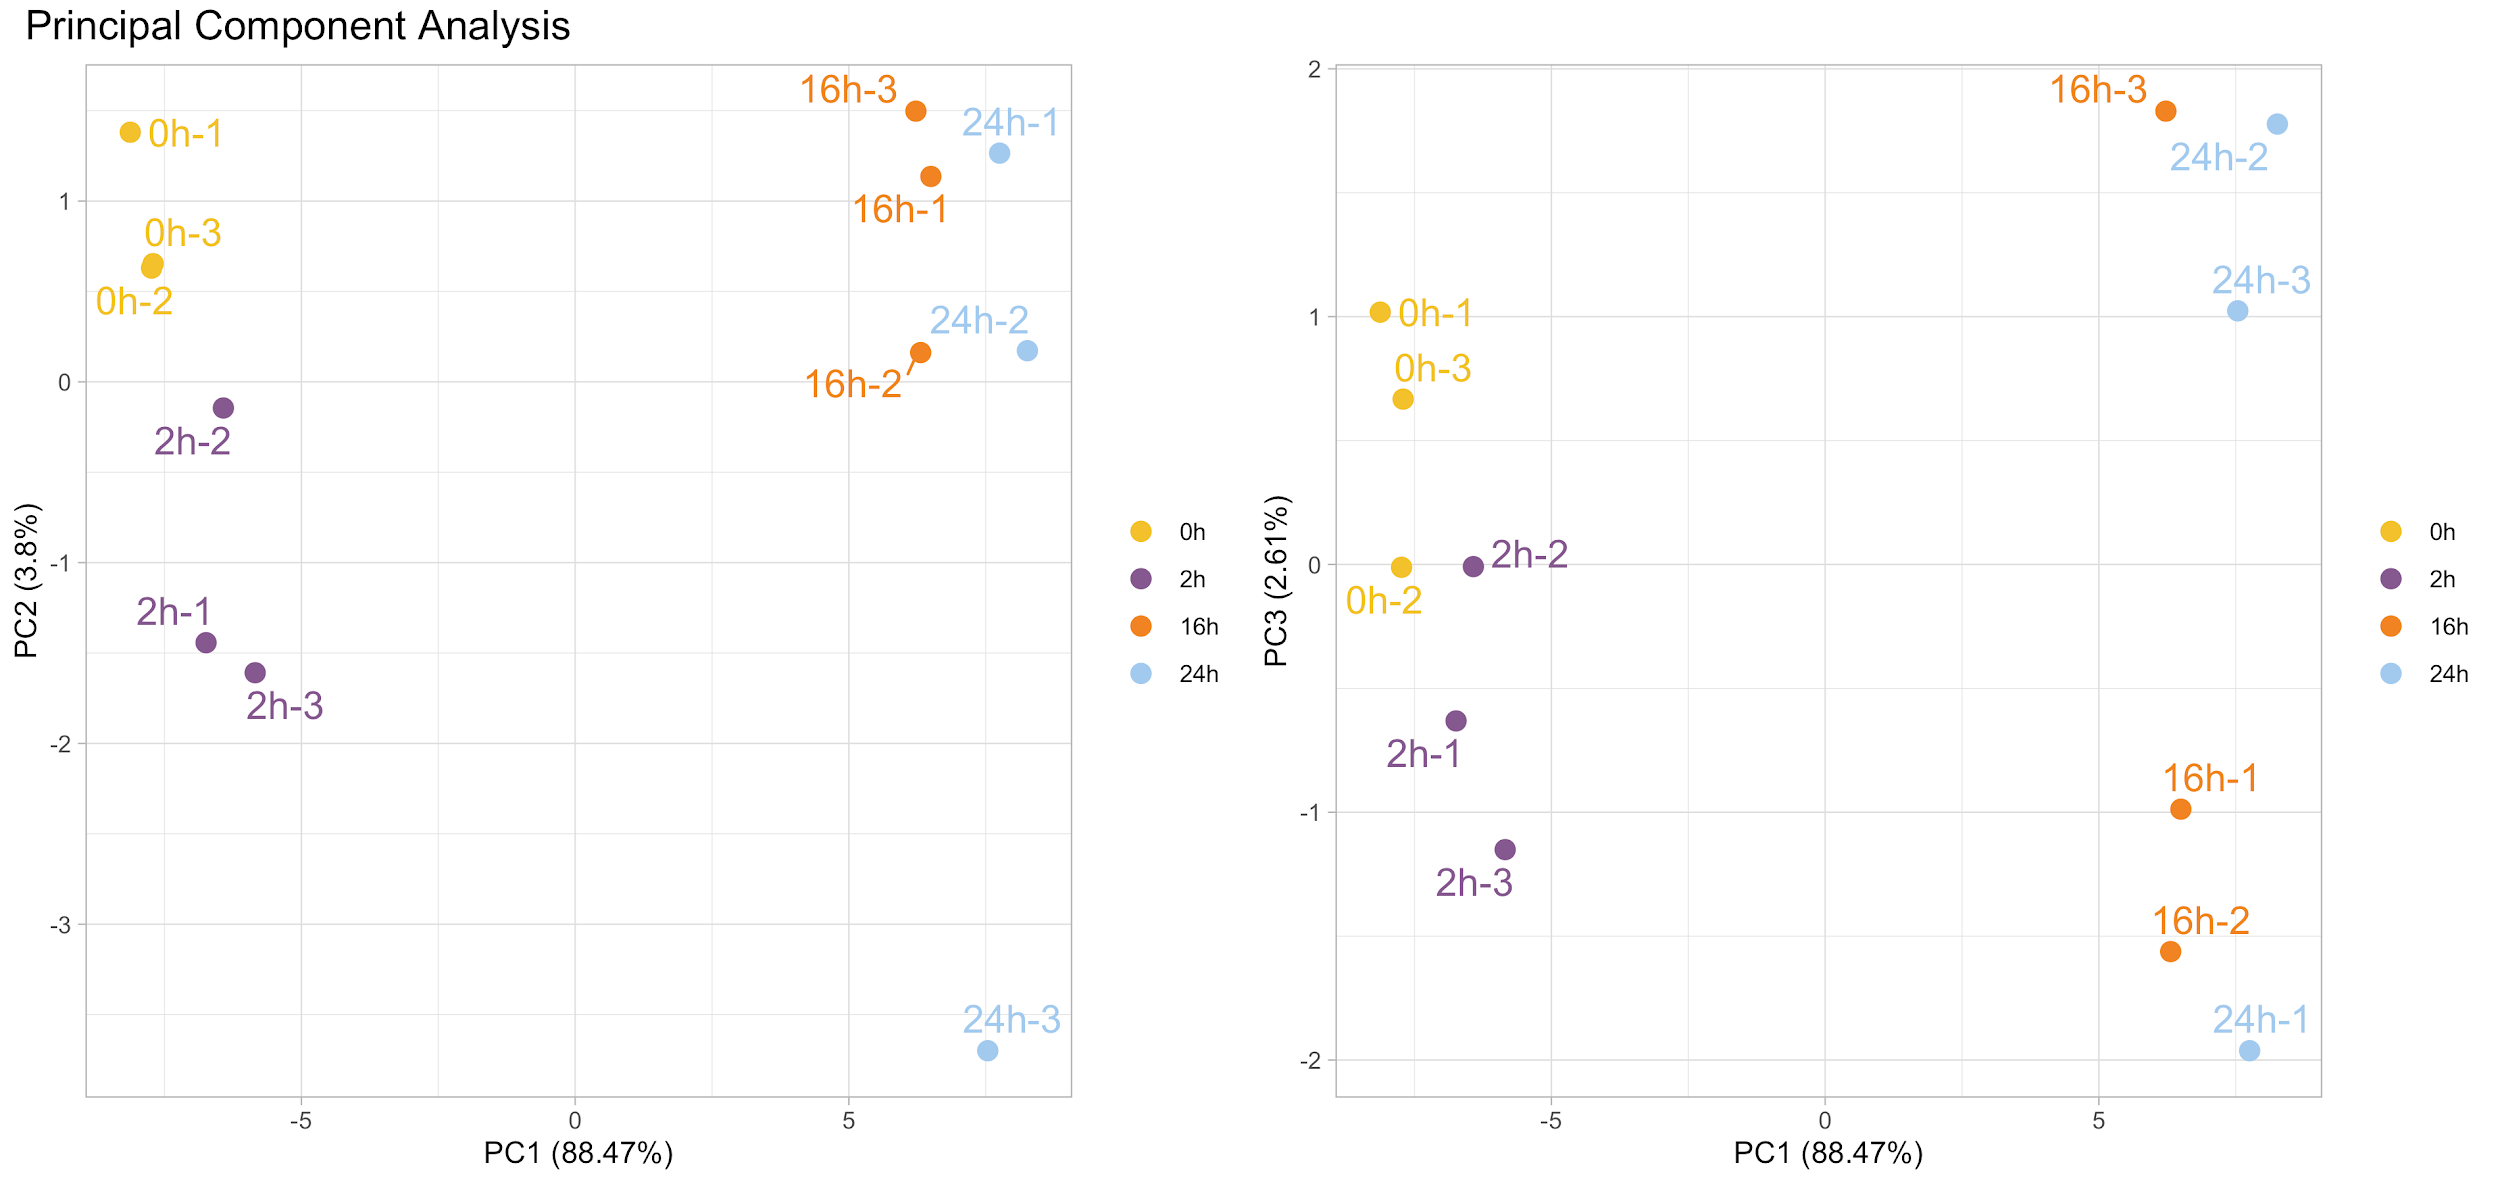 Principal Component Analysis
16h-3
24h-1
0h-1
16h-1
0h-3
0h-2
24h-2
16h-2
2h-2
2h-1
2h-3
24h-3
1
0
-1
-2
-3
PC2 (3.8%)
-5
0
5
PC1 (88.47%)
0h
2h
16h
24h
16h-3
24h-2
24h-3
0h-1
0h-3
2h-2
0h-2
2h-1
16h-1
2h-3
16h-2
24h-1
2
1
0
-1
-2
PC3 (2.61%)
-5
0
5
PC1 (88.47%)
0h
2h
16h
24h